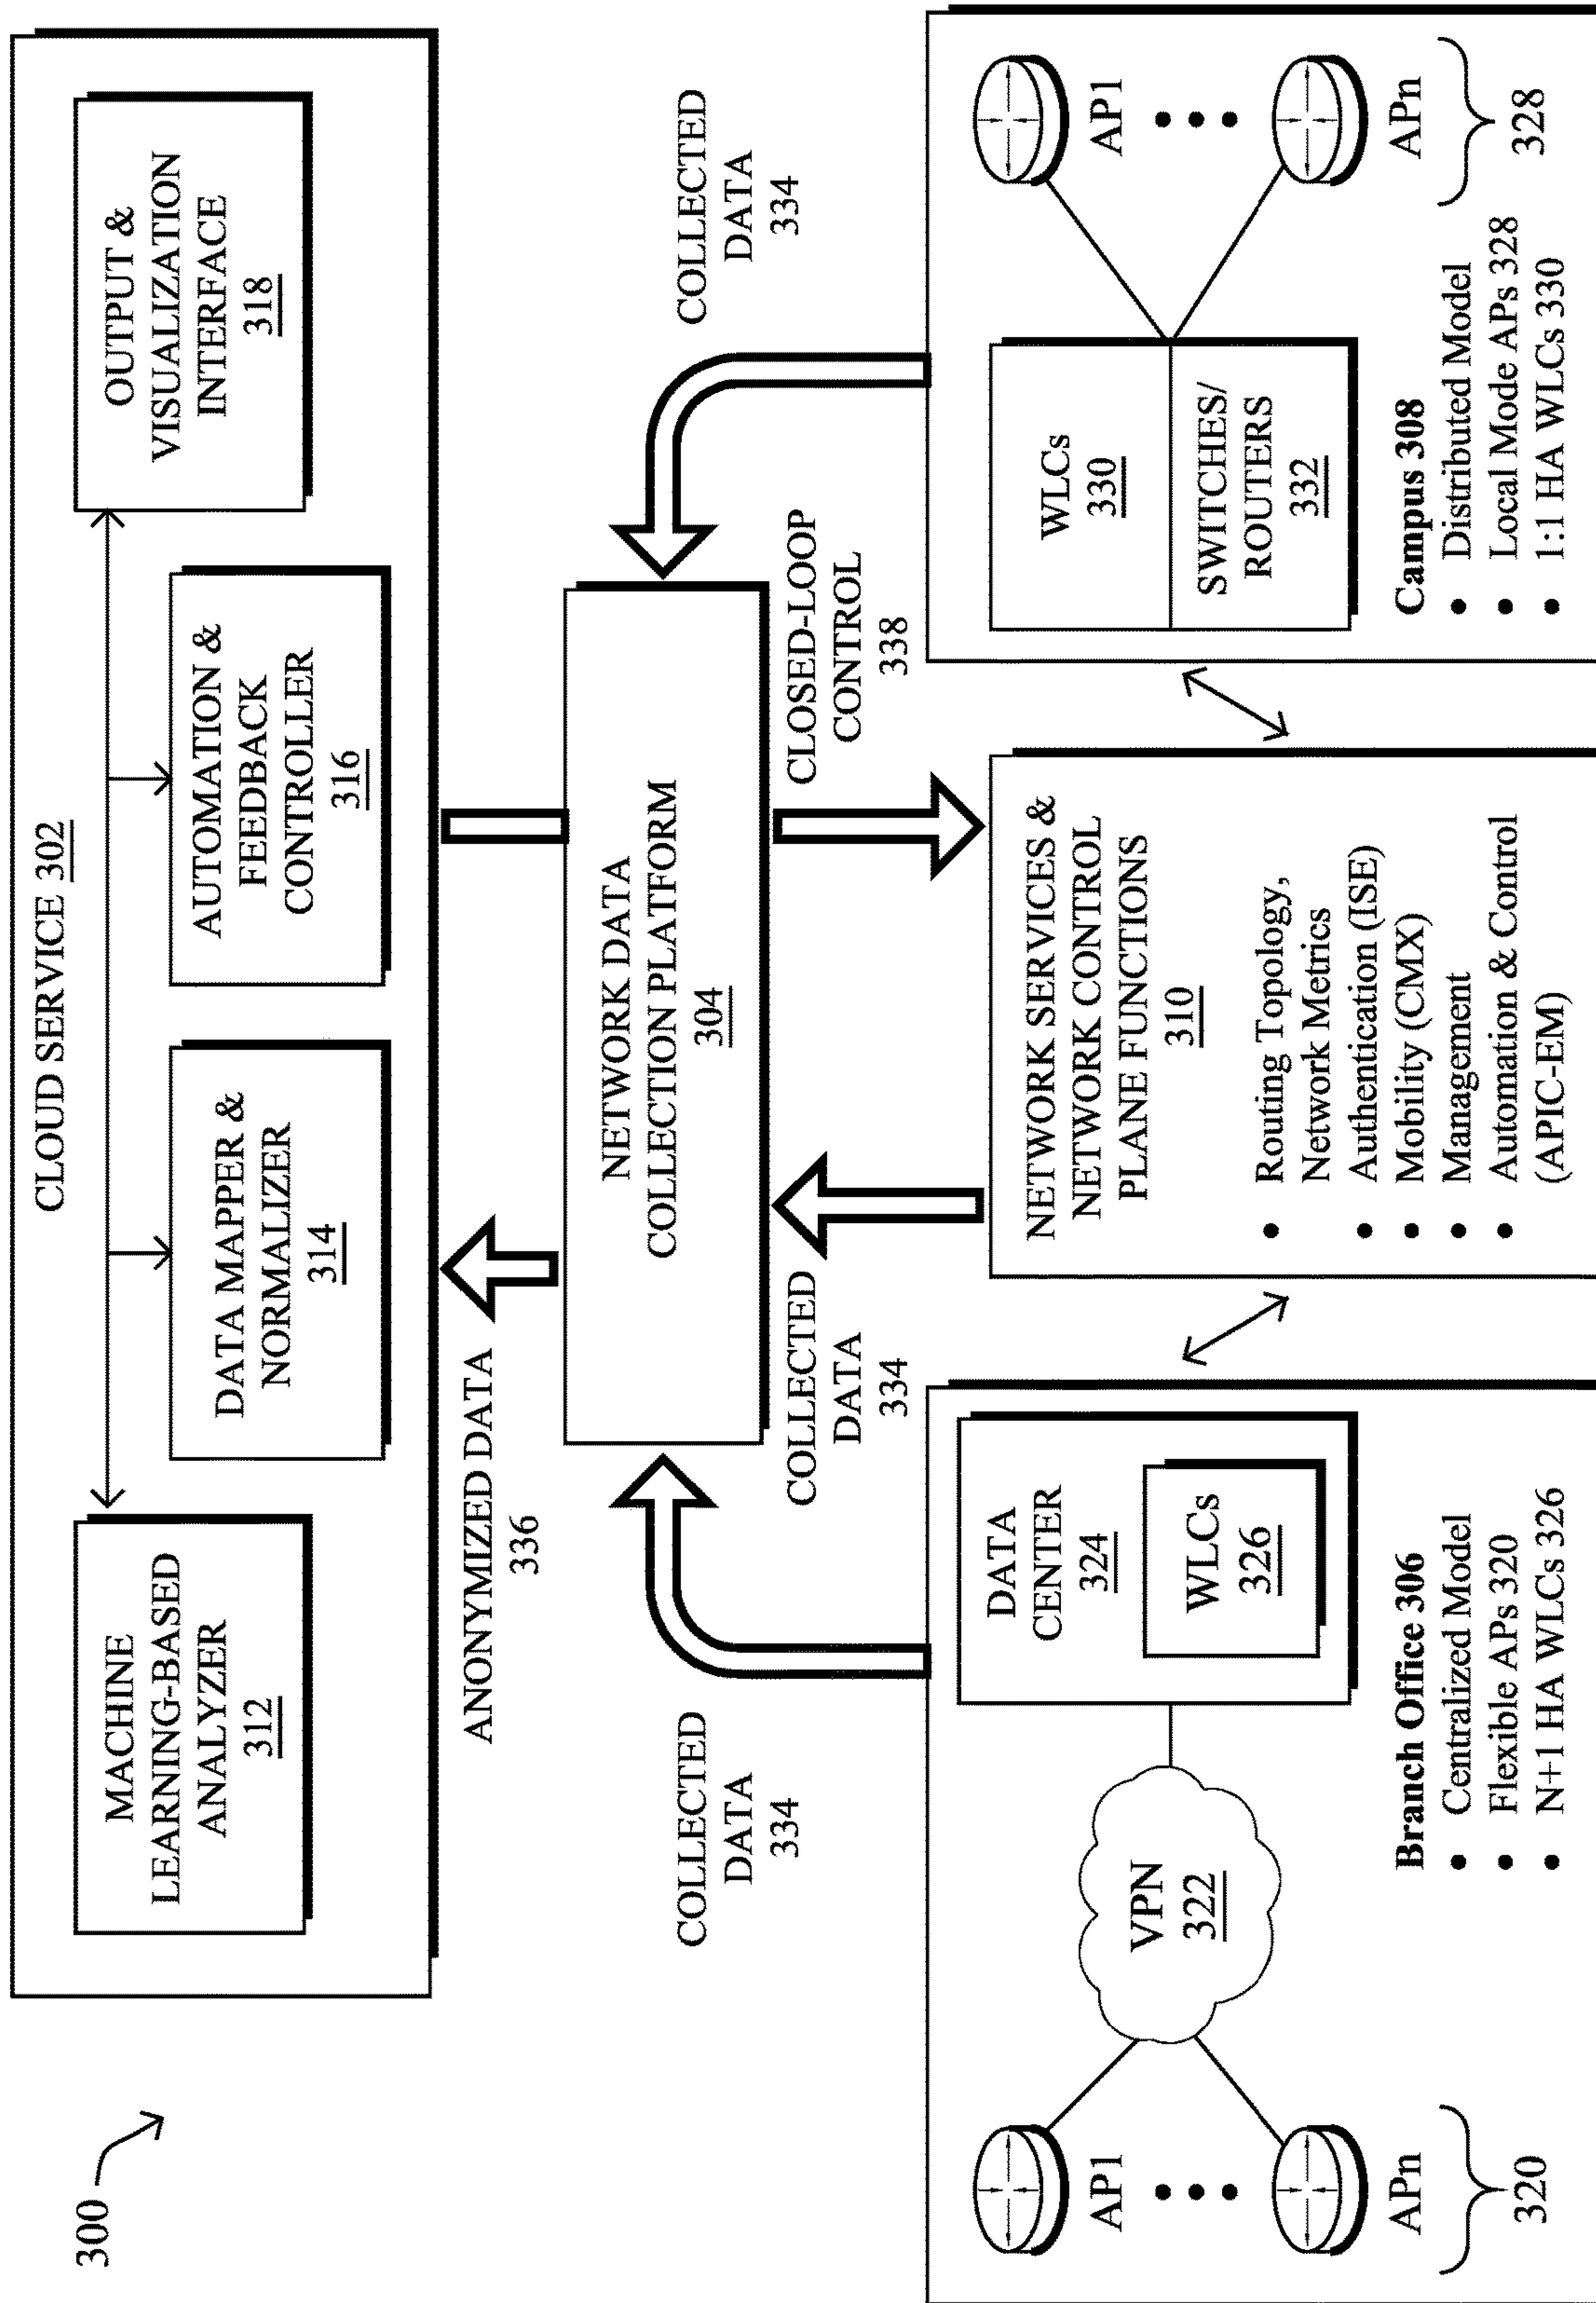 300
CLOUD SERVICE 302
MACHINE
LEARNING-BASED
ANALYZER
312
DATA MAPPER &
NORMALIZER
314
AUTOMATION &
FEEDBACK
CONTROLLER
316
OUTPUT &
VISUALIZATION
INTERFACE
318
ANONYMIZED DATA
336
COLLECTED
DATA
334
NETWORK DATA
COLLECTION PLATFORM
304
COLLECTED
DATA
334
COLLECTED
DATA
334
CLOSED-LOOP
CONTROL
338
AP1
APn
320
VPN
322
DATA
CENTER
324
WLCs
326
Branch Office 306
• Centralized Model
• Flexible APs 320
• N+1 HA WLCs 326
NETWORK SERVICES &
NETWORK CONTROL
PLANE FUNCTIONS
310
• Routing Topology,
Network Metrics
• Authentication (ISE)
• Mobility (CMX)
• Management
• Automation & Control
(APIC-EM)
WLCs
330
SWITCHES/
ROUTERS
332
AP1
APn
328
Campus 308
• Distributed Model
• Local Mode APs 328
• 1:1 HA WLCs 330